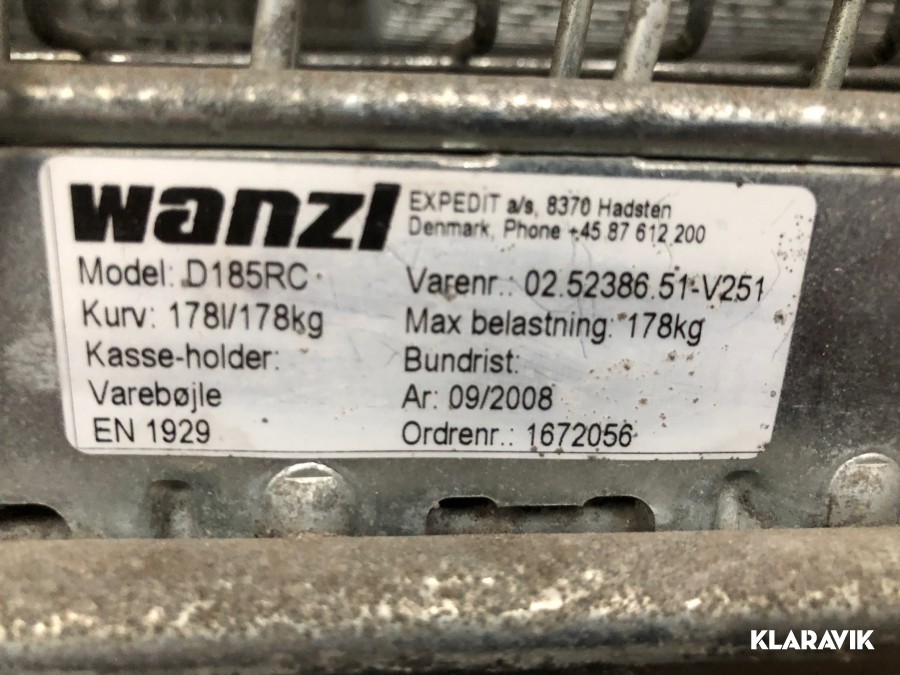 wanzl
EXPEDIT a/s, 8370 Hadsten
Denmark, Phone +45 87 612 200
Model: D185RC
Varenr.: 02.52386.51-V251
Kurv: 178l/178kg
Max belastning: 178kg
Kasse-holder:
Bundrist:
Varebøjle
Ar: 09/2008
EN 1929
Ordrenr.: 1672056
KLARAVIK